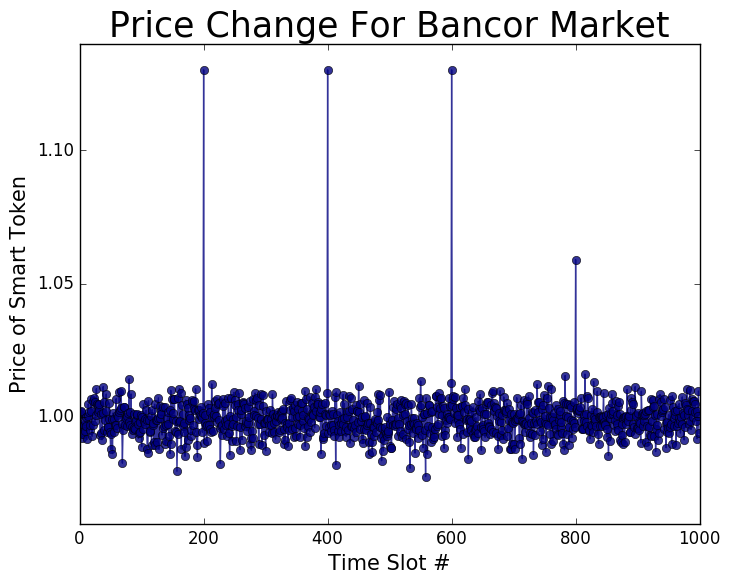 Price Change For Bancor Market
1.10
1.05
1.00
Price of Smart Token
0 200 400 600 800 1000
Time Slot #